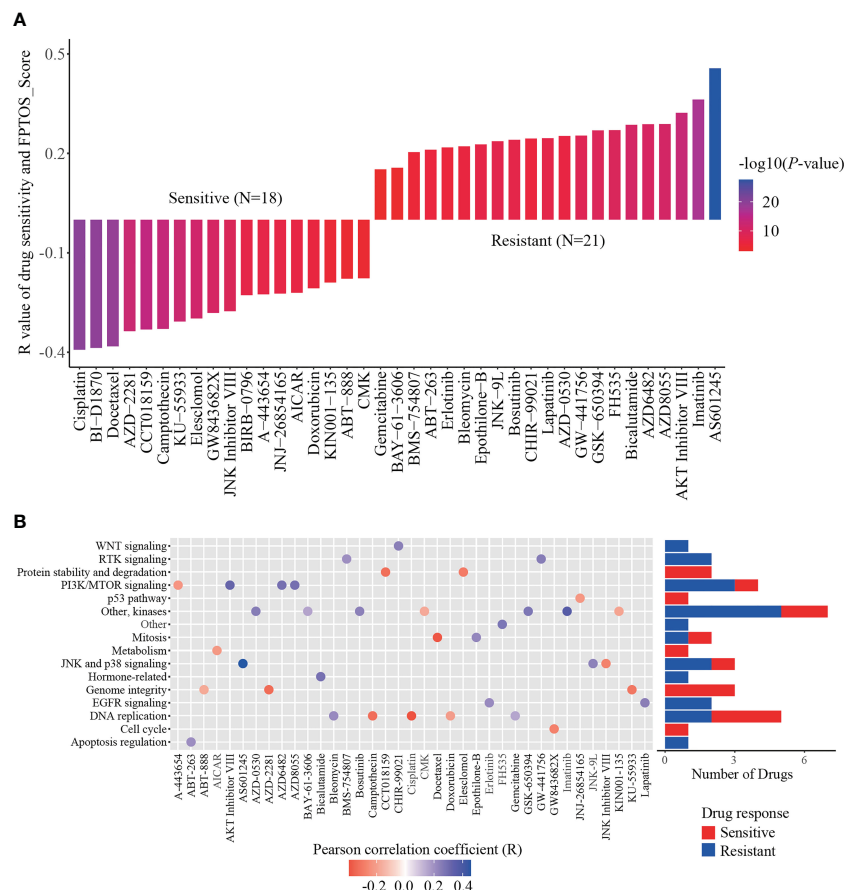 A
R value of drug sensitivity and FPTOS_Score
0.5
0.2
-0.1
-0.4
Sensitive (N=18)
Resistant (N=21)
-log10(P-value)
20
10
Cisplatin
BI-D1870
Docetaxel
AZD-2281
CCT018159
Camptothecin
KU-55933
Elesclomol
GW843682X
JNK Inhibitor VIII
BIRB-0796
A-443654
JNJ-26854165
AICAR
Doxorubicin
KIN001-135
ABT-888
CMK
Gemcitabine
BAY-61-3606
BMS-754807
ABT-263
Erlotinib
Bleomycin
Epothilone-B
JNK-9L
Bosutinib
CHIR-99021
Lapatinib
AZD-0530
GW-441756
GSK-650394
FH535
Bicalutamide
AZD6482
AZD8055
AKT Inhibitor VIII
Imatinib
AS601245
B
WNT signaling
RTK signaling
Protein stability and degradation
PI3K/MTOR signaling
p53 pathway
Other, kinases
Other
Mitosis
Metabolism
JNK and p38 signaling
Hormone-related
Genome integrity
EGFR signaling
DNA replication
Cell cycle
Apoptosis regulation
A-443654
ABT-263
ABT-888
AICAR
AKT Inhibitor VIII
AS601245
AZD-0530
AZD-2281
AZD6482
AZD8055
BAY-61-3606
Bicalutamide
Bleomycin
BMS-754807
Bosutinib
Camptothecin
CCT018159
CHIR-99021
Cisplatin
CMK
Docetaxel
Doxorubicin
Elesclomol
Epothilone-B
Erlotinib
FH535
Gemcitabine
GSK-650394
GW-441756
GW843682X
Imatinib
JNJ-26854165
JNK-9L
JNK Inhibitor VIII
KIN001-135
KU-55933
Lapatinib
0
3
6
Number of Drugs
Drug response
Sensitive
Resistant
Pearson correlation coefficient (R)
-0.2 0.0 0.2 0.4